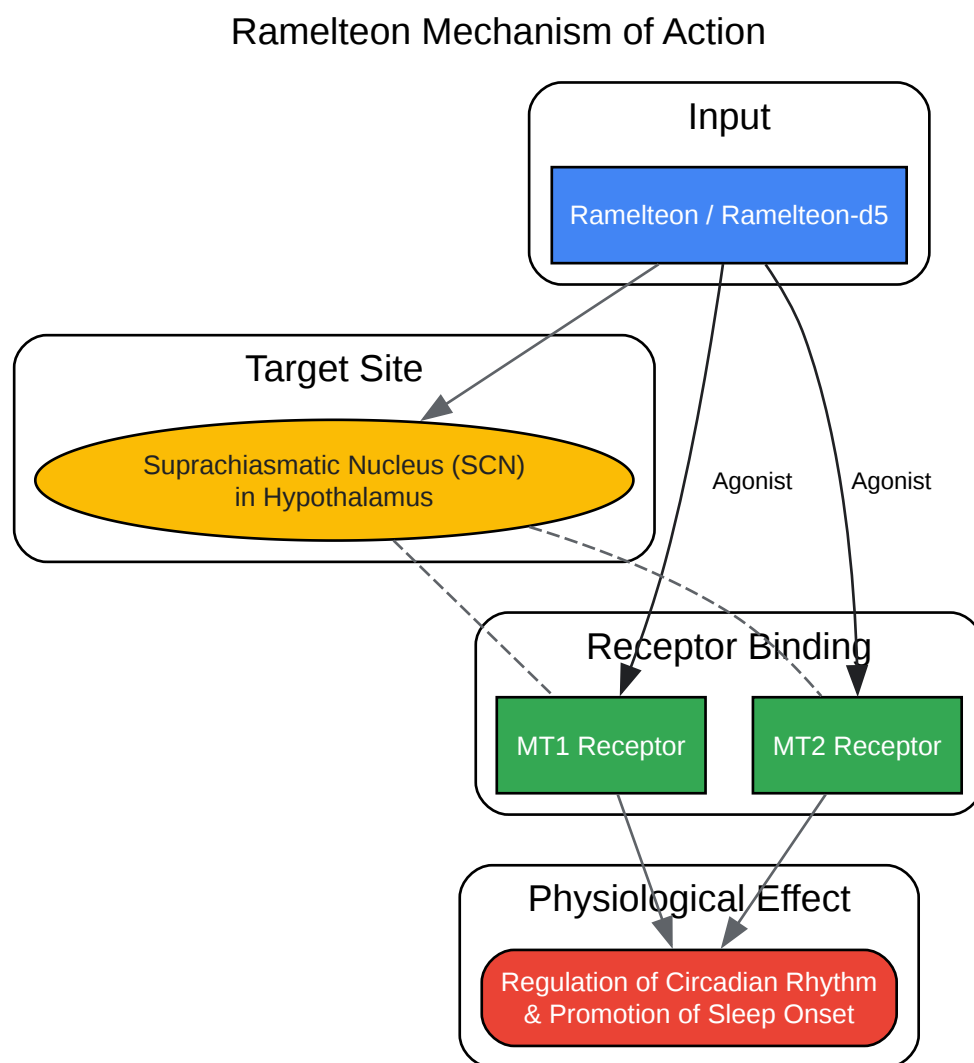 Ramelteon Mechanism of Action
Input
Ramelteon / Ramelteon-d5
Target Site
Suprachiasmatic Nucleus (SCN)
in Hypothalamus
Agonist
Agonist
Receptor Binding
MT1 Receptor
MT2 Receptor
Physiological Effect
Regulation of Circadian Rhythm
& Promotion of Sleep Onset